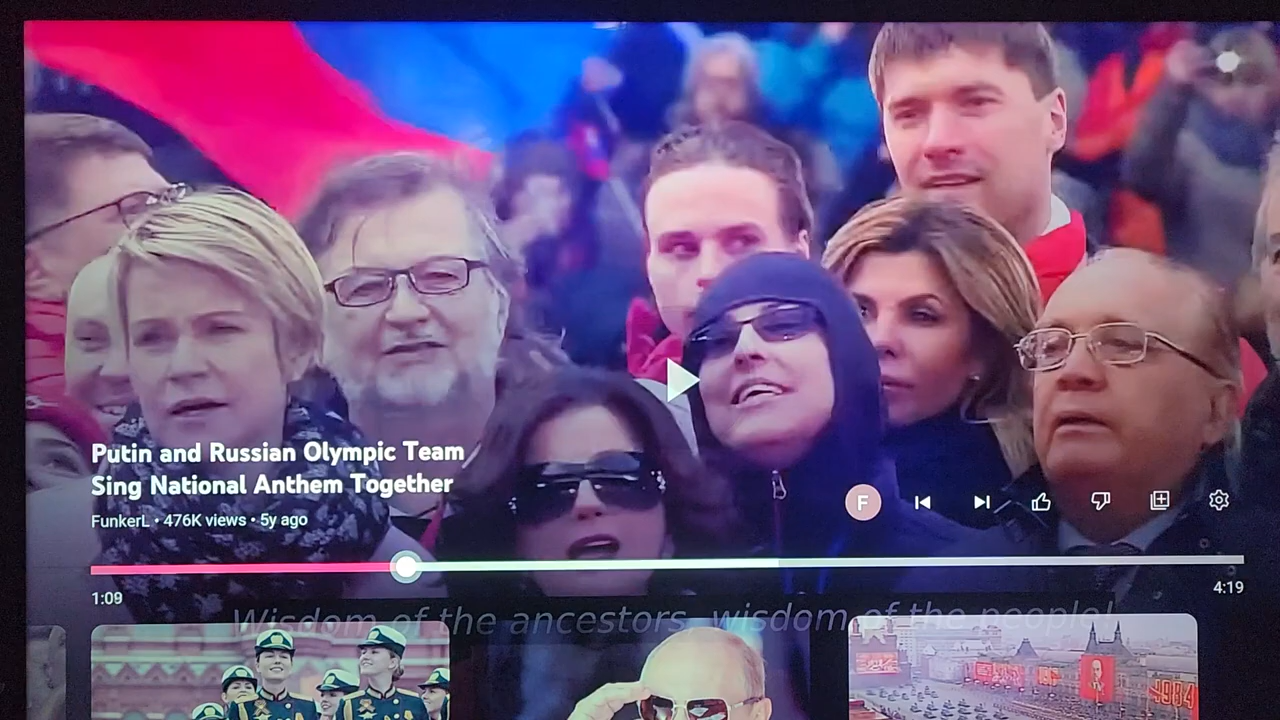 Putin and Russian Olympic Team
Sing National Anthem Together
FunkerL • 476K views • 5y ago
F
1:09
4:19
Wisdom of the ancestors, wisdom of the people!
1984